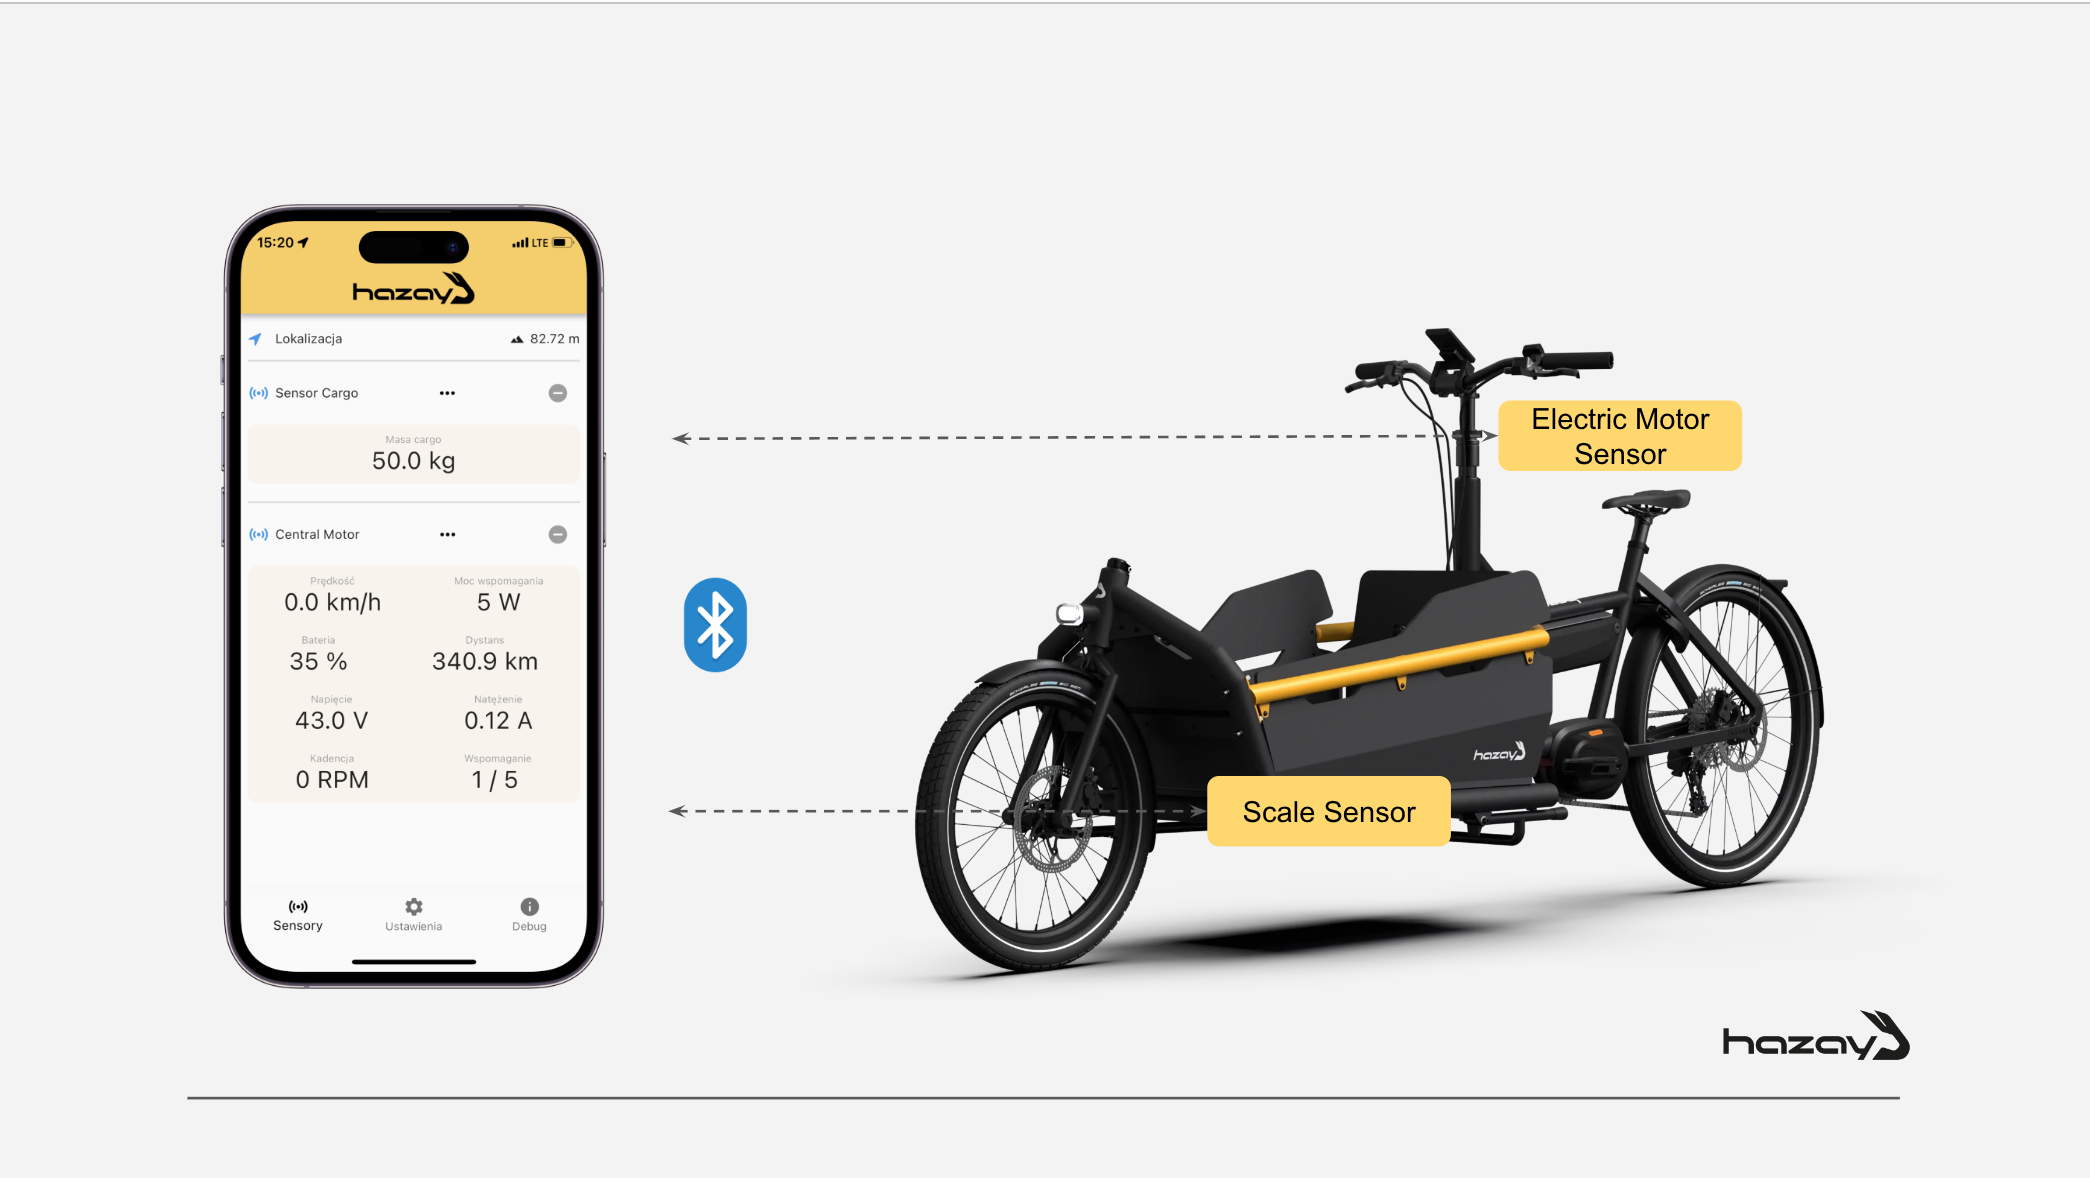 15:20
LTE
hazay
Lokalizacja
82.72 m
Sensor Cargo
•••
Masa cargo
50.0 kg
Central Motor
•••
Prędkość
Moc wspomagania
0.0 km/h
5 W
Bateria
Dystans
35 %
340.9 km
Napięcie
Natężenie
43.0 V
0.12 A
Kadencja
Wspomaganie
0 RPM
1 / 5
Sensory
Ustawienia
Debug
Electric Motor
Sensor
hazay
Scale Sensor
hazay